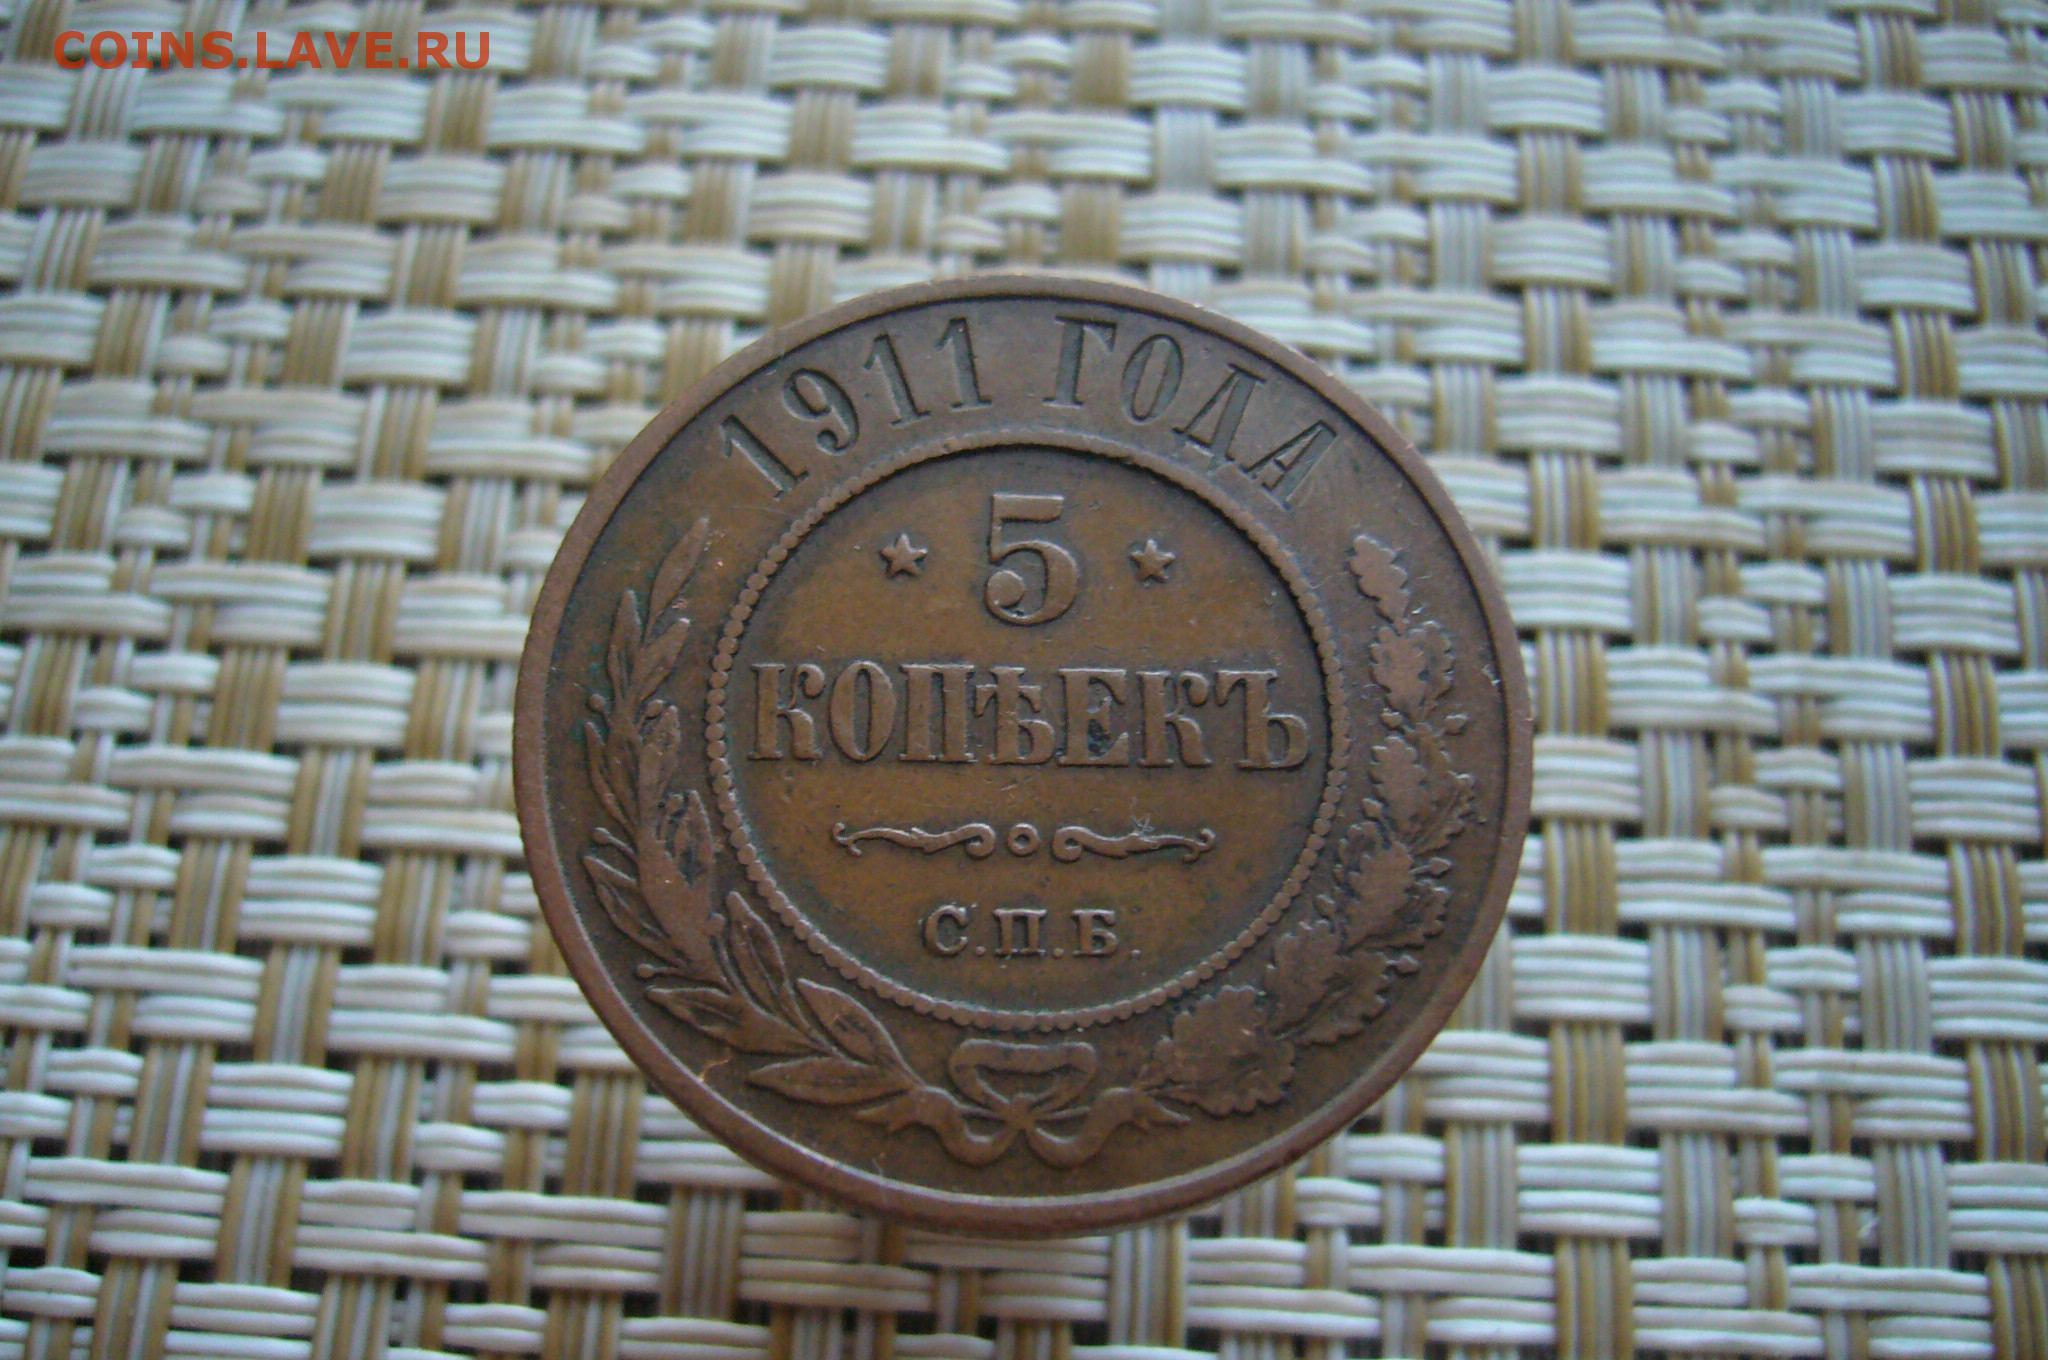 COINS.LAVE.RU
1911 ГОДА
5
КОПѢЕКЪ
С.П.Б.